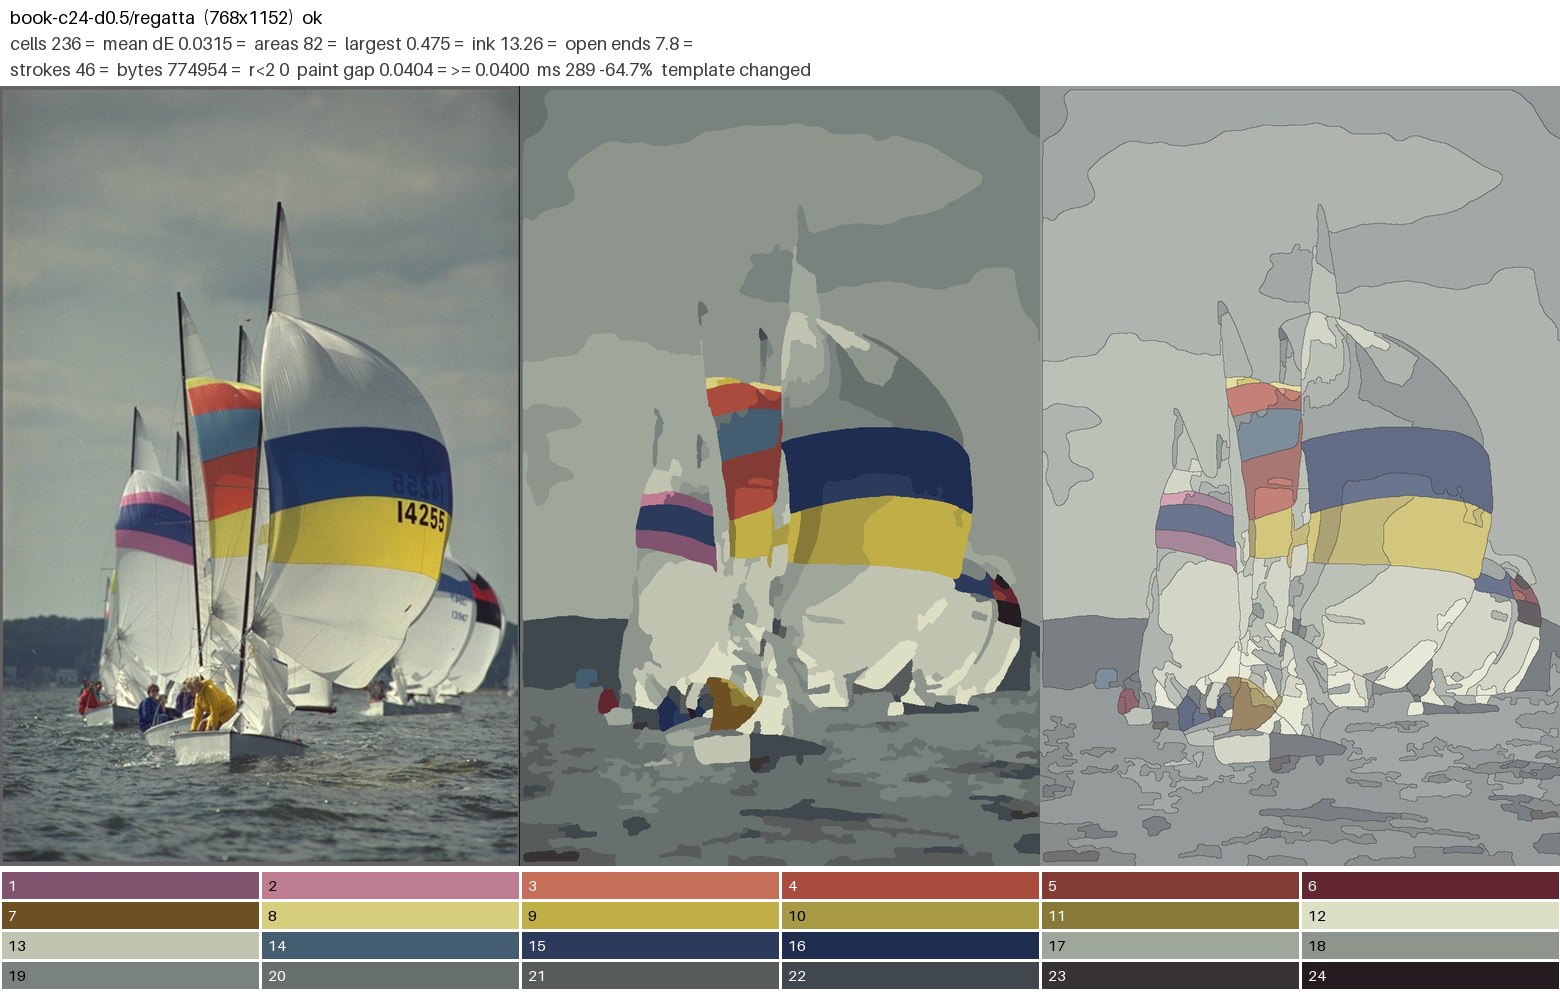 book-c24-d0.5/regatta (768x1152) ok
cells 236 = mean dE 0.0315 = areas 82 = largest 0.475 = ink 13.26 = open ends 7.8 =
strokes 46 = bytes 774954 = r<2 0 paint gap 0.0404 = >= 0.0400 ms 289 -64.7% template changed
14255
14255
1 2 3 4 5 6
7 8 9 10 11 12
13 14 15 16 17 18
19 20 21 22 23 24